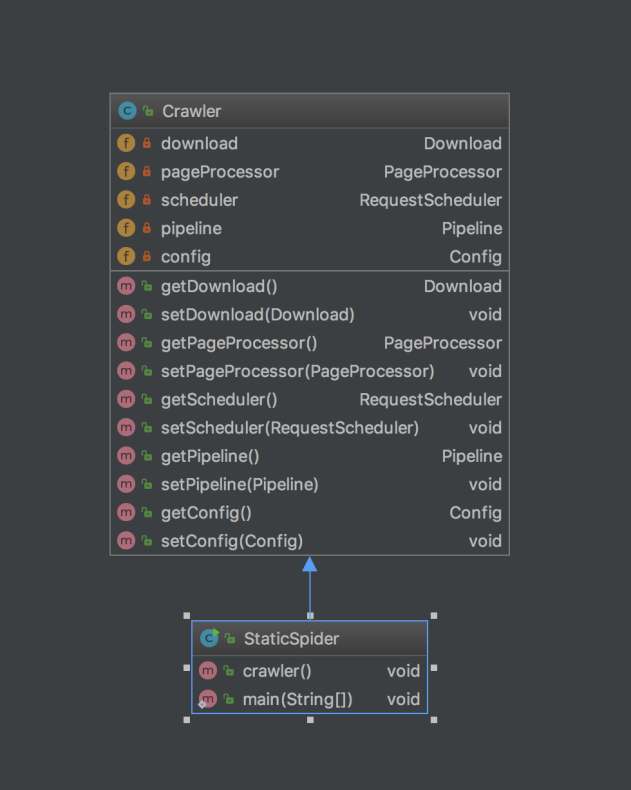 Crawler
download Download
pageProcessor PageProcessor
scheduler RequestScheduler
pipeline Pipeline
config Config
getDownload() Download
setDownload(Download) void
getPageProcessor() PageProcessor
setPageProcessor(PageProcessor) void
getScheduler() RequestScheduler
setScheduler(RequestScheduler) void
getPipeline() Pipeline
setPipeline(Pipeline) void
getConfig() Config
setConfig(Config) void
StaticSpider
crawler() void
main(String[]) void